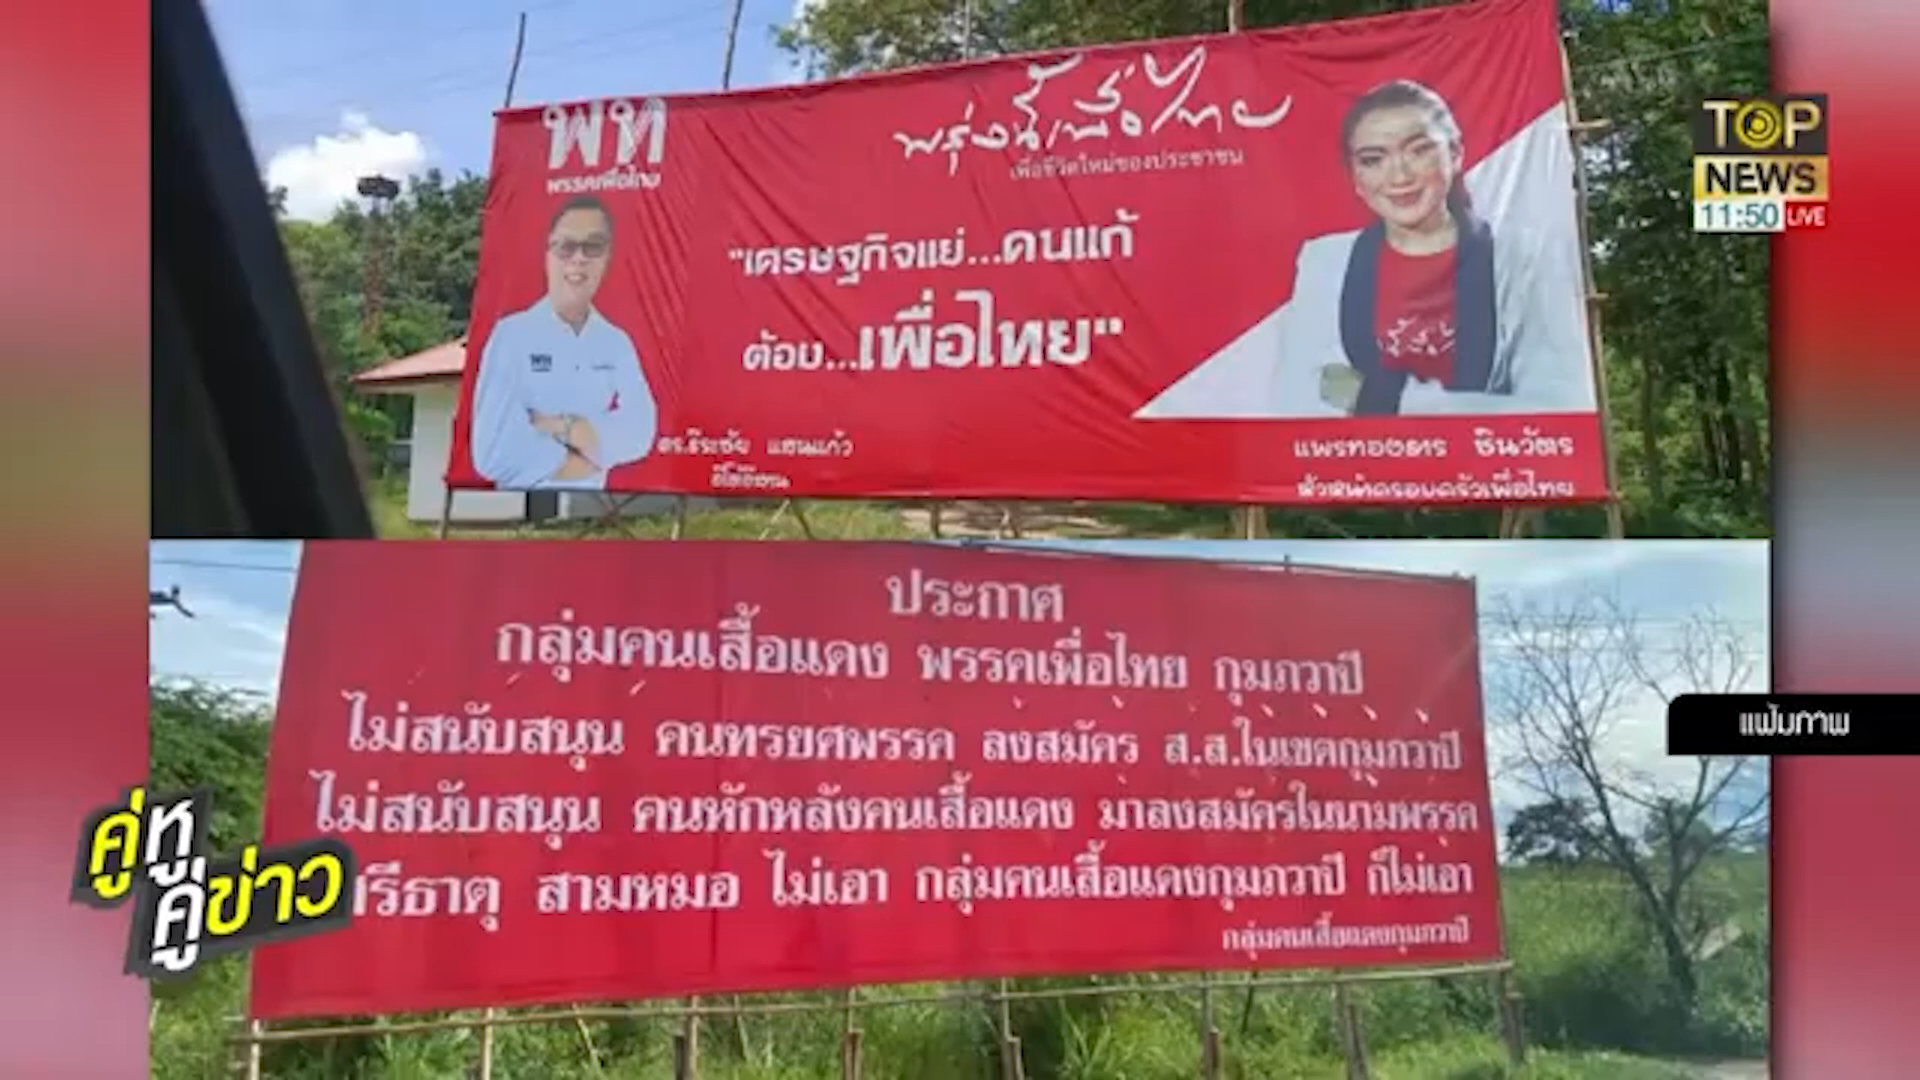 พท
พรรคเพื่อไทย
พรุ่งนี้เพื่อไทย
เพื่อชีวิตใหม่ของประชาชน
"เศรษฐกิจแย่...คนแก้
ต้อง...เพื่อไทย"
ดร.ธีระชัย แสนแก้ว
แพรทองธาร ชินวัตร
หัวหน้าครอบครัวเพื่อไทย
TOP
NEWS
11:50 LIVE
ประกาศ
กลุ่มคนเสื้อแดง พรรคเพื่อไทย กุมภวาปี
ไม่สนับสนุน คนทรยศพรรค ลงสมัคร ส.ส.ในเขตกุมภวาปี
ไม่สนับสนุน คนหักหลังคนเสื้อแดง มาลงสมัครในนามพรรค
รีธาตุ สามหมอ ไม่เอา กลุ่มคนเสื้อแดงกุมภวาปี ก็ไม่เอา
กลุ่มคนเสื้อแดงกุมภวาปี
แฟ้มภาพ
คู่หู
คู่ข่าว